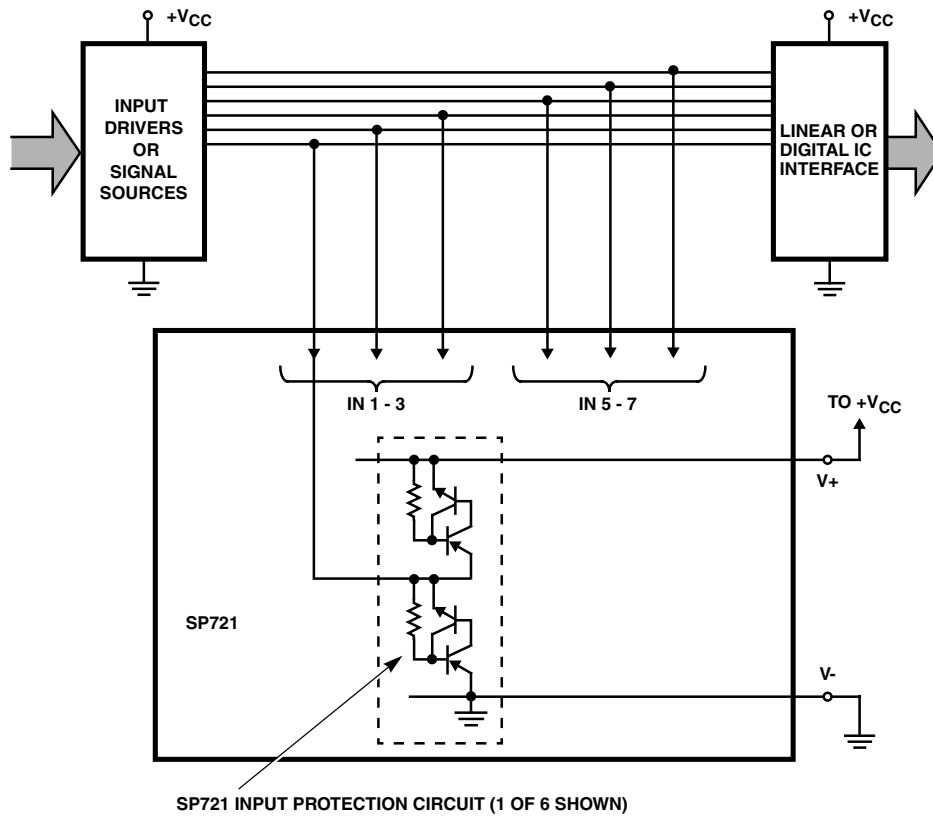 +VCC
+VCC
INPUT
DRIVERS
OR
SIGNAL
SOURCES
LINEAR OR
DIGITAL IC
INTERFACE
IN 1 - 3
IN 5 - 7
TO +VCC
V+
SP721
V-
SP721 INPUT PROTECTION CIRCUIT (1 OF 6 SHOWN)